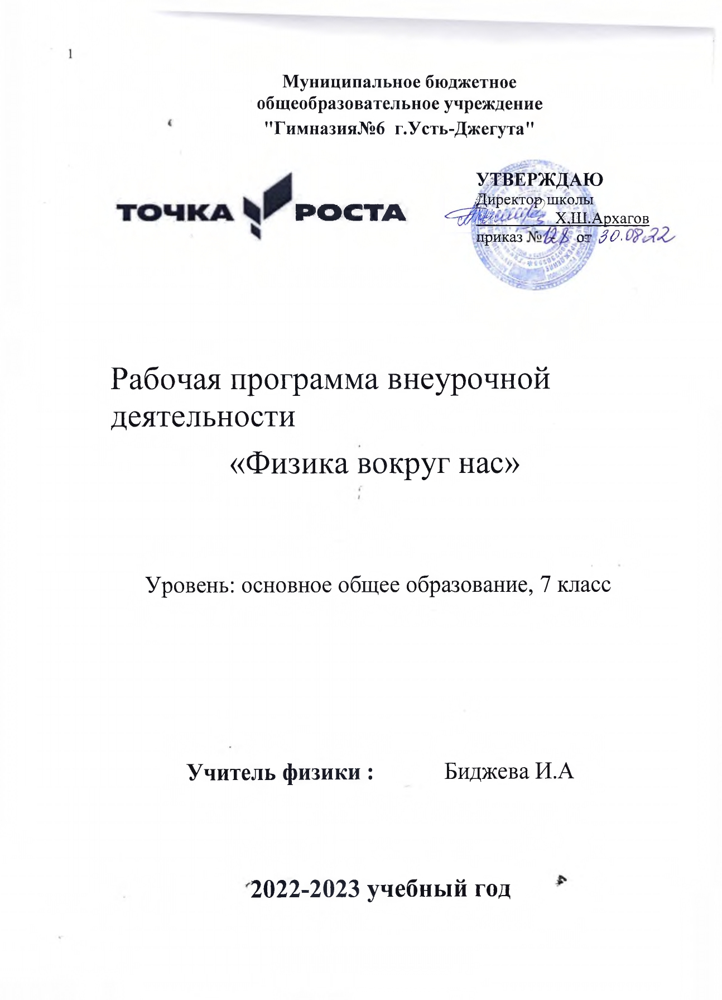 1
Муниципальное бюджетное
общеобразовательное учреждение
"Гимназия№6 г.Усть-Джегута"
ТОЧКА РОСТА
УТВЕРЖДАЮ
Директор школы
Х.Ш.Архагов
приказ №128 от 30.08.22
Рабочая программа внеурочной
деятельности
«Физика вокруг нас»
Уровень: основное общее образование, 7 класс
Учитель физики : Биджева И.А
2022-2023 учебный год